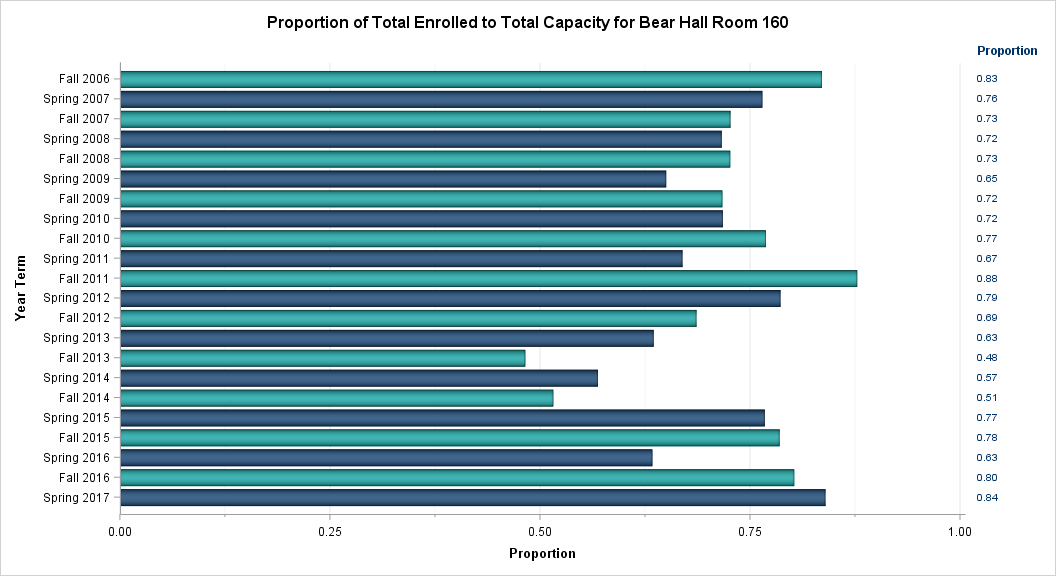 Proportion of Total Enrolled to Total Capacity for Bear Hall Room 160
Proportion
Fall 2006 0.83
Spring 2007 0.76
Fall 2007 0.73
Spring 2008 0.72
Fall 2008 0.73
Spring 2009 0.65
Fall 2009 0.72
Spring 2010 0.72
Fall 2010 0.77
Spring 2011 0.67
Fall 2011 0.88
Spring 2012 0.79
Fall 2012 0.69
Spring 2013 0.63
Fall 2013 0.48
Spring 2014 0.57
Fall 2014 0.51
Spring 2015 0.77
Fall 2015 0.78
Spring 2016 0.63
Fall 2016 0.80
Spring 2017 0.84
Year Term
0.00 0.25 0.50 0.75 1.00
Proportion